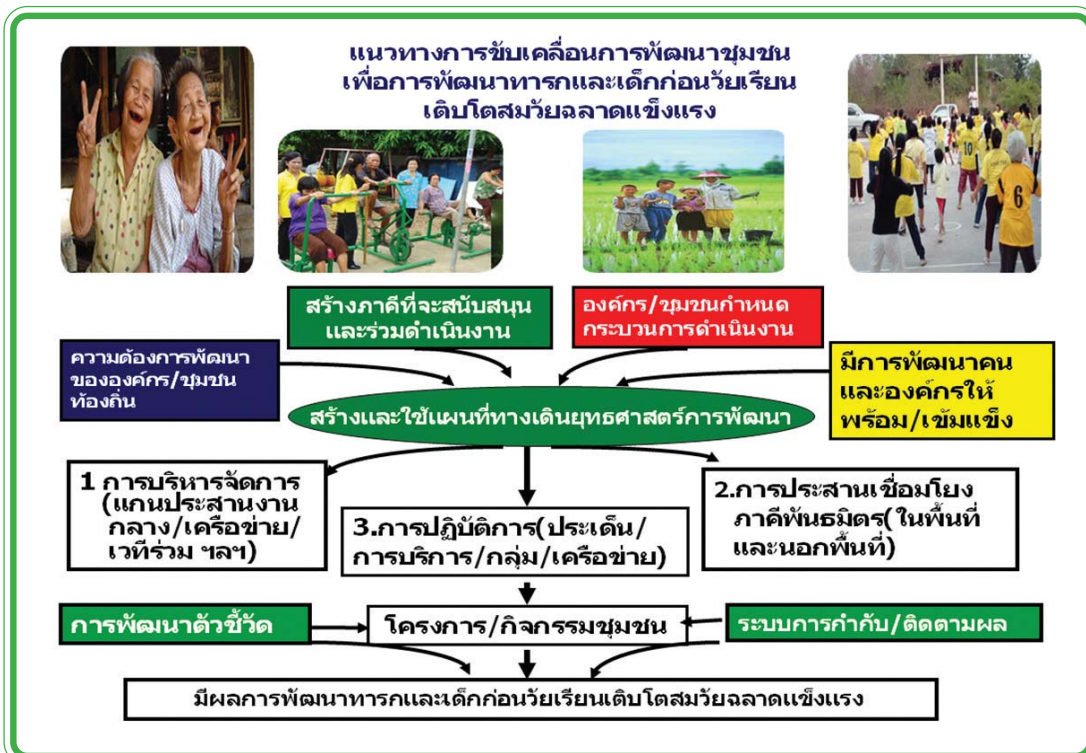 แนวทางการขับเคลื่อนการพัฒนาชุมชน
เพื่อการพัฒนาทารกและเด็กก่อนวัยเรียน
เติบโตสมวัยฉลาดแข็งแรง
สร้างภาคีที่จะสนับสนุน
และร่วมดำเนินงาน
องค์กร/ชุมชนกำหนด
กระบวนการดำเนินงาน
ความต้องการพัฒนา
ขององค์กร/ชุมชน
ท้องถิ่น
มีการพัฒนาคน
และองค์กรให้
พร้อม/เข้มแข็ง
สร้างและใช้แผนที่ทางเดินยุทธศาสตร์การพัฒนา
1 การบริหารจัดการ
(แกนประสานงาน
กลาง/เครือข่าย/
เวทีร่วม ฯลฯ)
2.การประสานเชื่อมโยง
ภาคีพันธมิตร(ในพื้นที่
และนอกพื้นที่)
3.การปฏิบัติการ(ประเด็น/
การบริการ/กลุ่ม/เครือข่าย)
การพัฒนาตัวชี้วัด
โครงการ/กิจกรรมชุมชน
ระบบการกำกับ/ติดตามผล
มีผลการพัฒนาทารกและเด็กก่อนวัยเรียนเติบโตสมวัยฉลาดแข็งแรง
10
6